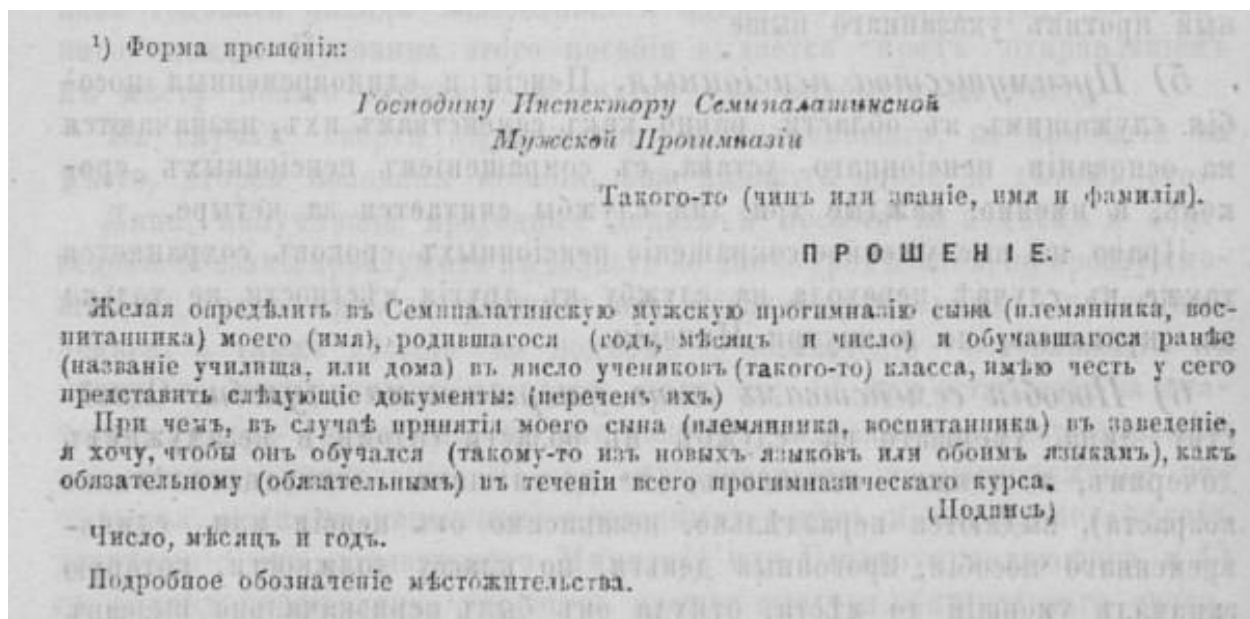 ¹) Форма прошенія:
Господину Инспектору Семипалатинской
Мужской Прогимназіи
Такого-то (чинъ или званіе, имя и фамилія).
ПРОШЕНІЕ.
Желая опредѣлить въ Семипалатинскую мужскую прогимназію сына (племянника, вос-
питанника) моего (имя), родившагося (годъ, мѣсяцъ и число) и обучавшагося ранѣе
(названіе училища, или дома) въ число учениковъ (такого-то) класса, имѣю честь у сего
представить слѣдующіе документы: (перечень ихъ)
При чемъ, въ случаѣ принятія моего сына (племянника, воспитанника) въ заведеніе,
я хочу, чтобы онъ обучался (такому-то изъ новыхъ языковъ или обоимъ языкамъ), какъ
обязательному (обязательнымъ) въ теченіи всего прогимназическаго курса.
(Подпись)
Число, мѣсяцъ и годъ.
Подробное обозначеніе мѣстожительства.